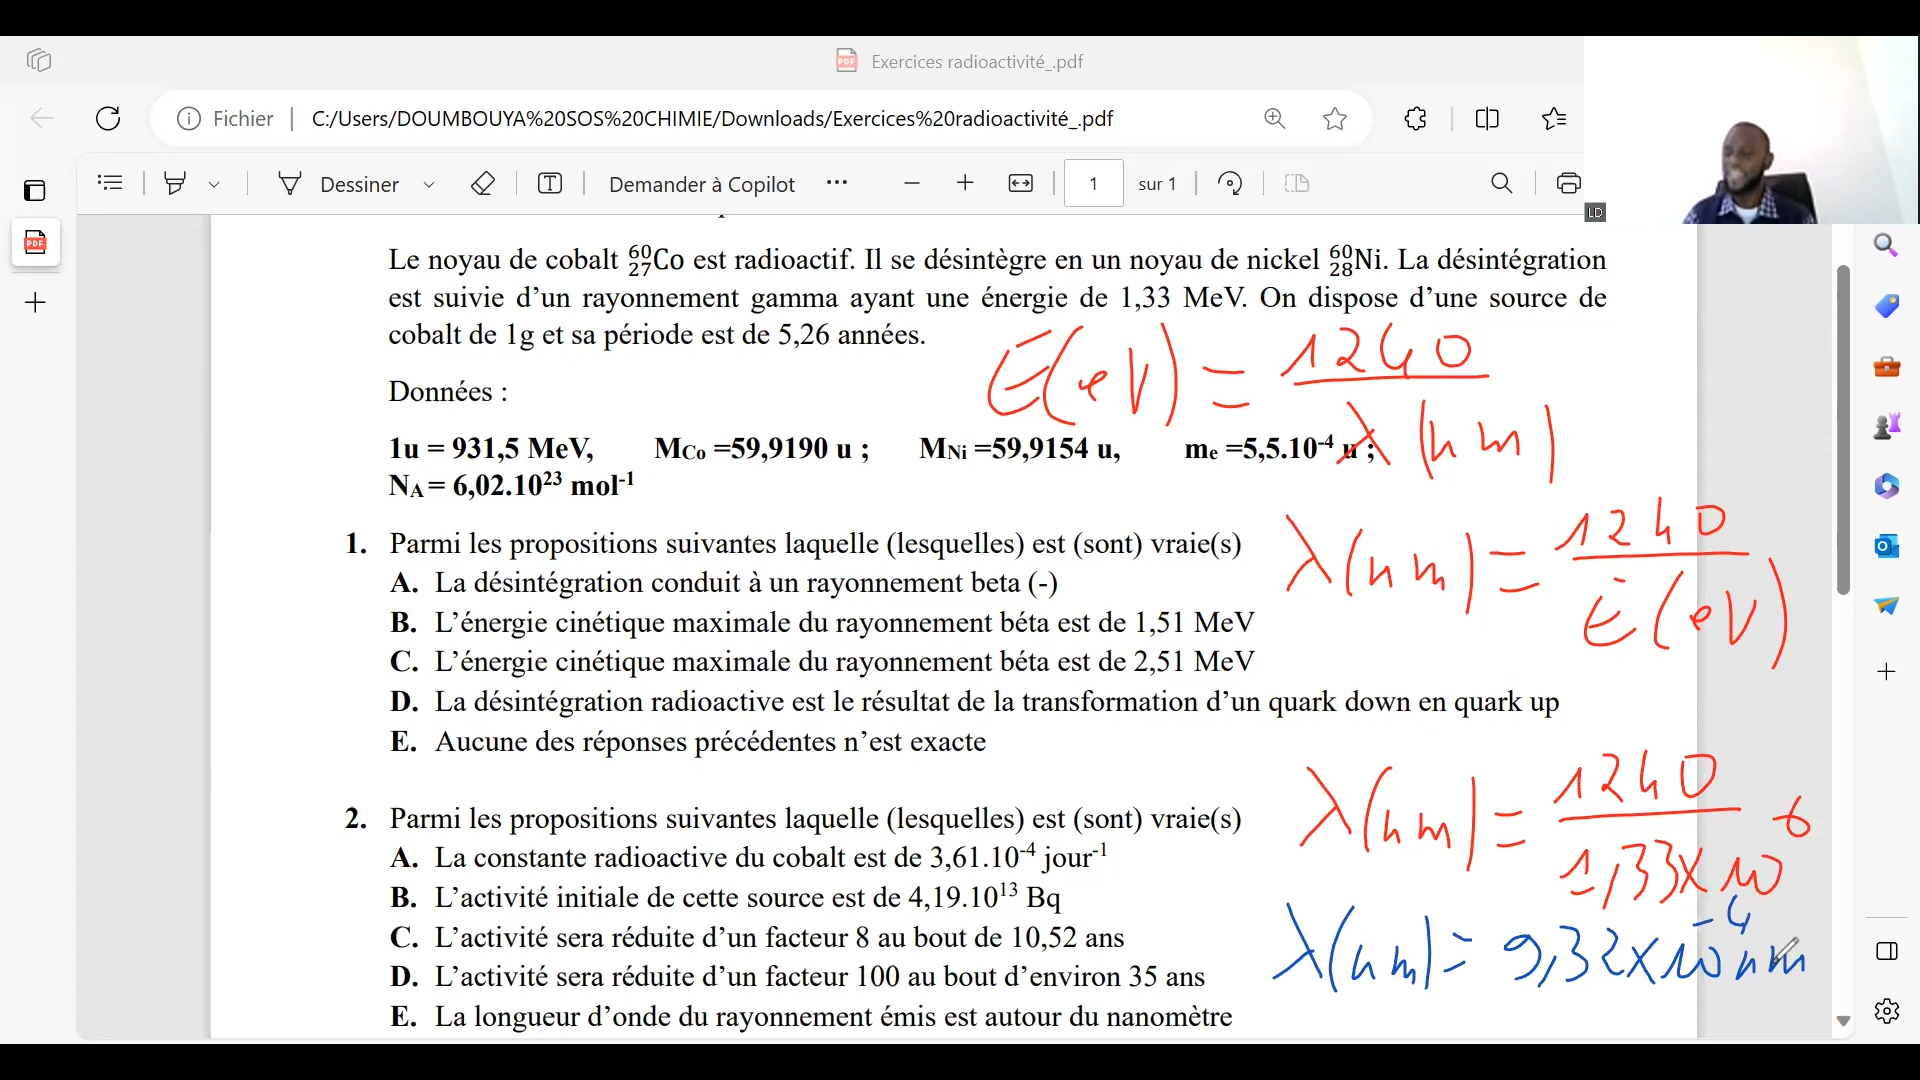 Exercices radioactivité_.pdf
Fichier
C:/Users/DOUMBOUYA%20SOS%20CHIMIE/Downloads/Exercices%20radioactivité_.pdf
Dessiner
Demander à Copilot
1 sur 1
LD
Le noyau de cobalt ⁶⁰₂₇Co est radioactif. Il se désintègre en un noyau de nickel ⁶⁰₂₈Ni. La désintégration
est suivie d’un rayonnement gamma ayant une énergie de 1,33 MeV. On dispose d’une source de
cobalt de 1g et sa période est de 5,26 années.
E(eV) = 1240 / λ(nm)
Données :
1u = 931,5 MeV, MCo =59,9190 u ; MNi =59,9154 u, me =5,5.10⁻⁴ u ;
NA = 6,02.10²³ mol⁻¹
λ(nm) = 1240 / E(eV)
1. Parmi les propositions suivantes laquelle (lesquelles) est (sont) vraie(s)
A. La désintégration conduit à un rayonnement beta (-)
B. L’énergie cinétique maximale du rayonnement béta est de 1,51 MeV
C. L’énergie cinétique maximale du rayonnement béta est de 2,51 MeV
D. La désintégration radioactive est le résultat de la transformation d’un quark down en quark up
E. Aucune des réponses précédentes n’est exacte
λ(nm) = 1240 / 1,33×10⁶
2. Parmi les propositions suivantes laquelle (lesquelles) est (sont) vraie(s)
A. La constante radioactive du cobalt est de 3,61.10⁻⁴ jour⁻¹
B. L’activité initiale de cette source est de 4,19.10¹³ Bq
C. L’activité sera réduite d’un facteur 8 au bout de 10,52 ans
λ(nm) = 9,32×10⁻⁴ nm
D. L’activité sera réduite d’un facteur 100 au bout d’environ 35 ans
E. La longueur d’onde du rayonnement émis est autour du nanomètre